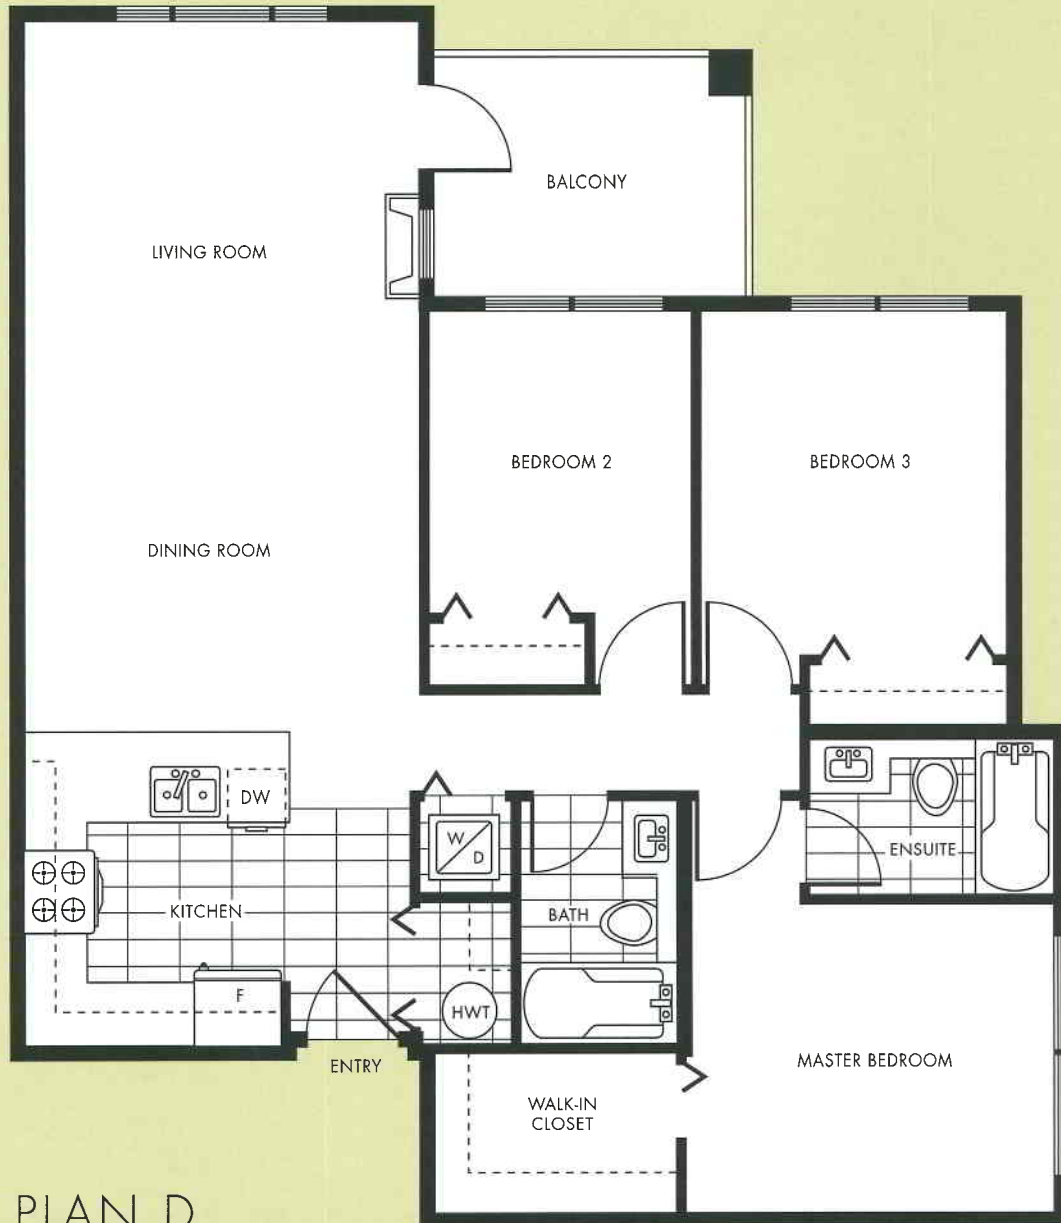 BALCONY
LIVING ROOM
BEDROOM 2
BEDROOM 3
DINING ROOM
DW
W
D
ENSUITE
KITCHEN
BATH
F
HWT
ENTRY
MASTER BEDROOM
WALK-IN
CLOSET
PLAN D